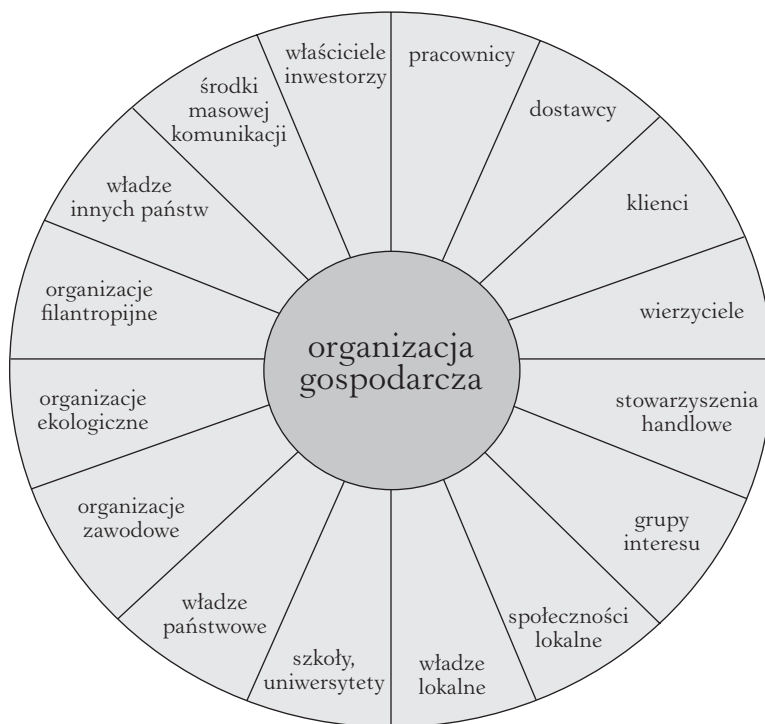 właściciele
inwestorzy
pracownicy
dostawcy
klienci
wierzyciele
stowarzyszenia
handlowe
grupy
interesu
społeczności
lokalne
władze
lokalne
szkoły,
uniwersytety
władze
państwowe
organizacje
zawodowe
organizacje
ekologiczne
organizacje
filantropijne
władze
innych państw
środki
masowej
komunikacji
organizacja
gospodarcza